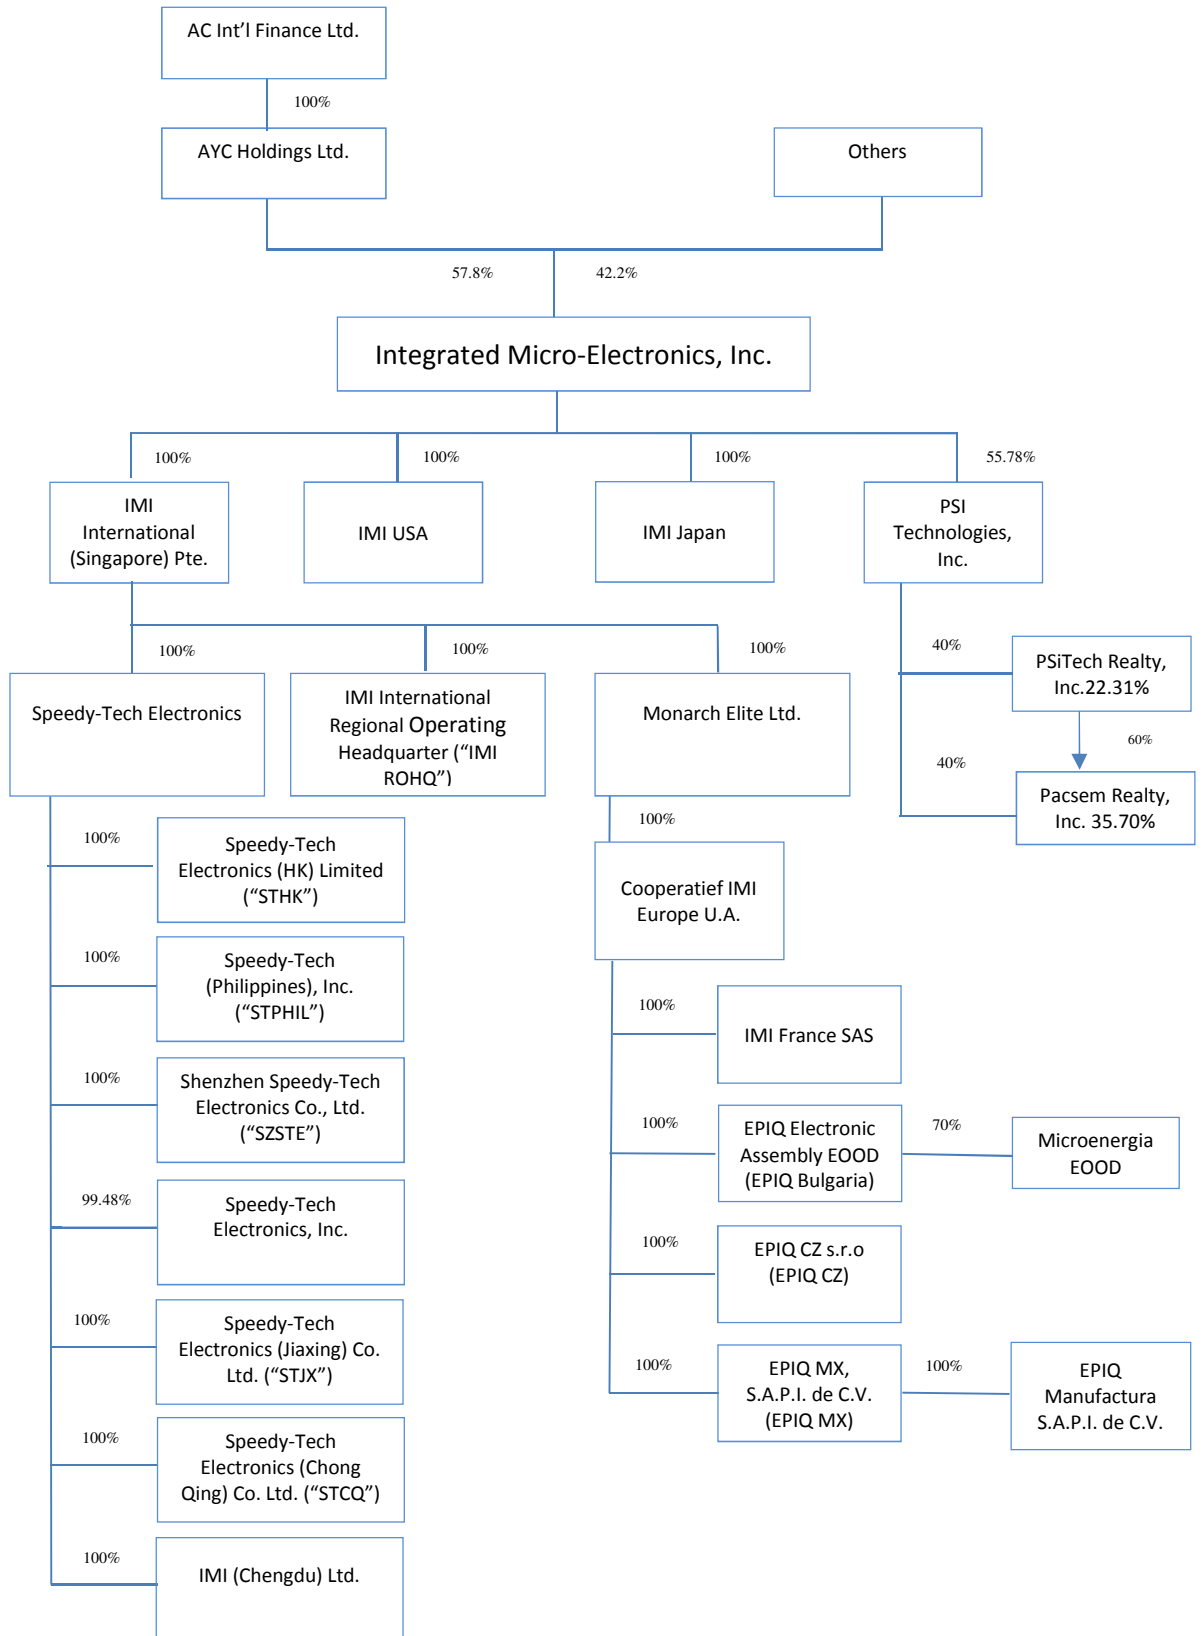 AC Int’l Finance Ltd.
100%
AYC Holdings Ltd.
Others
57.8%
42.2%
Integrated Micro-Electronics, Inc.
100%
100%
100%
55.78%
IMI
International
(Singapore) Pte.
IMI USA
IMI Japan
PSI
Technologies,
Inc.
100%
100%
100%
40%
PSiTech Realty,
Inc.22.31%
60%
40%
Pacsem Realty,
Inc. 35.70%
Speedy-Tech Electronics
IMI International
Regional Operating
Headquarter (“IMI
ROHQ”)
Monarch Elite Ltd.
100%
Speedy-Tech
Electronics (HK) Limited
(“STHK”)
100%
Cooperatief IMI
Europe U.A.
100%
Speedy-Tech
(Philippines), Inc.
(“STPHIL”)
100%
IMI France SAS
100%
Shenzhen Speedy-Tech
Electronics Co., Ltd.
(“SZSTE”)
100%
EPIQ Electronic
Assembly EOOD
(EPIQ Bulgaria)
70%
Microenergia
EOOD
99.48%
Speedy-Tech
Electronics, Inc.
100%
EPIQ CZ s.r.o
(EPIQ CZ)
100%
Speedy-Tech
Electronics (Jiaxing) Co.
Ltd. (“STJX”)
100%
EPIQ MX,
S.A.P.I. de C.V.
(EPIQ MX)
100%
EPIQ
Manufactura
S.A.P.I. de C.V.
100%
Speedy-Tech
Electronics (Chong
Qing) Co. Ltd. (“STCQ”)
100%
IMI (Chengdu) Ltd.